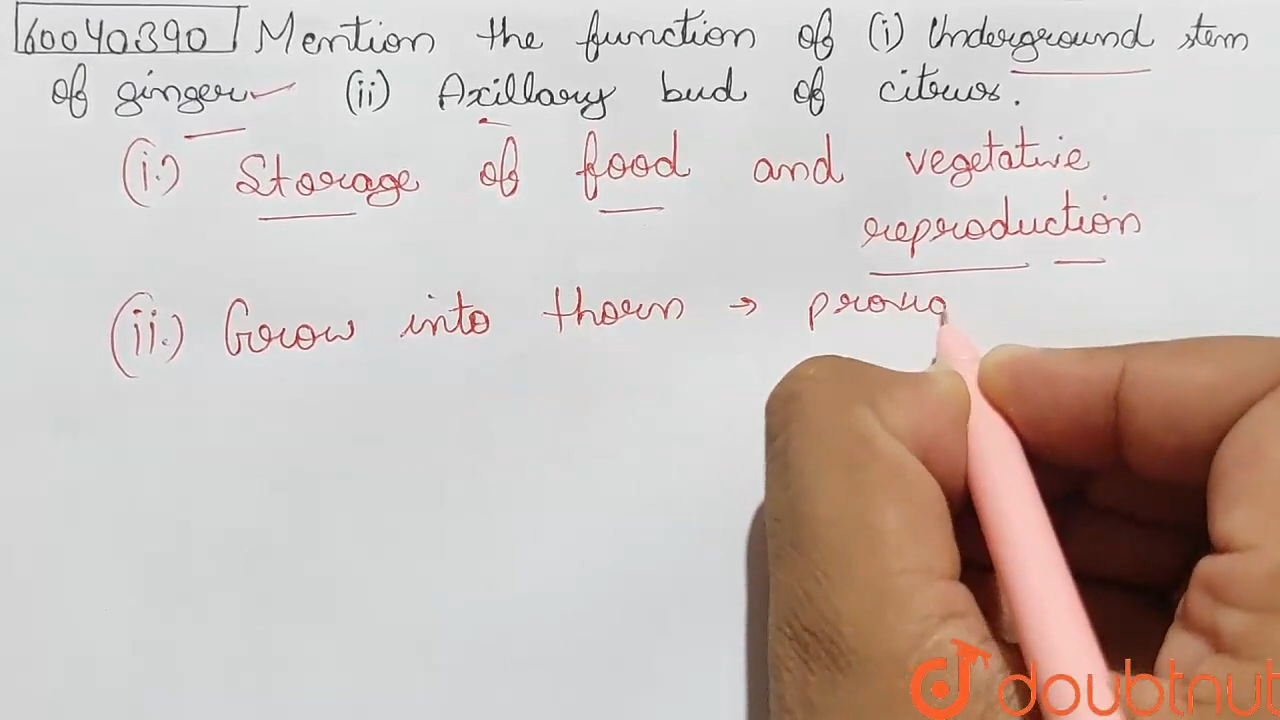 60040390 Mention the function of (i) Underground stem
of ginger (ii) Axillary bud of citrus.
(i.) Storage of food and vegetative
reproduction
(ii.) Grow into thorn →
doubtnut